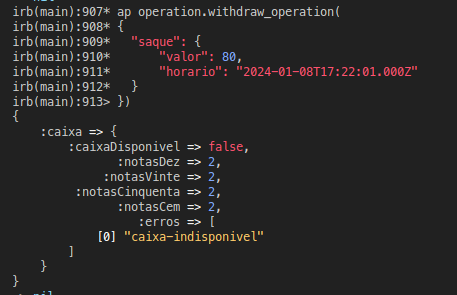 irb(main):907* ap operation.withdraw_operation(
irb(main):908* {
irb(main):909*   "saque": {
irb(main):910*     "valor": 80,
irb(main):911*     "horario": "2024-01-08T17:22:01.000Z"
irb(main):912*   }
irb(main):913> })
{
    :caixa => {
        :caixaDisponivel => false,
               :notasDez => 2,
             :notasVinte => 2,
         :notasCinquenta => 2,
               :notasCem => 2,
                  :erros => [
            [0] "caixa-indisponivel"
        ]
    }
}